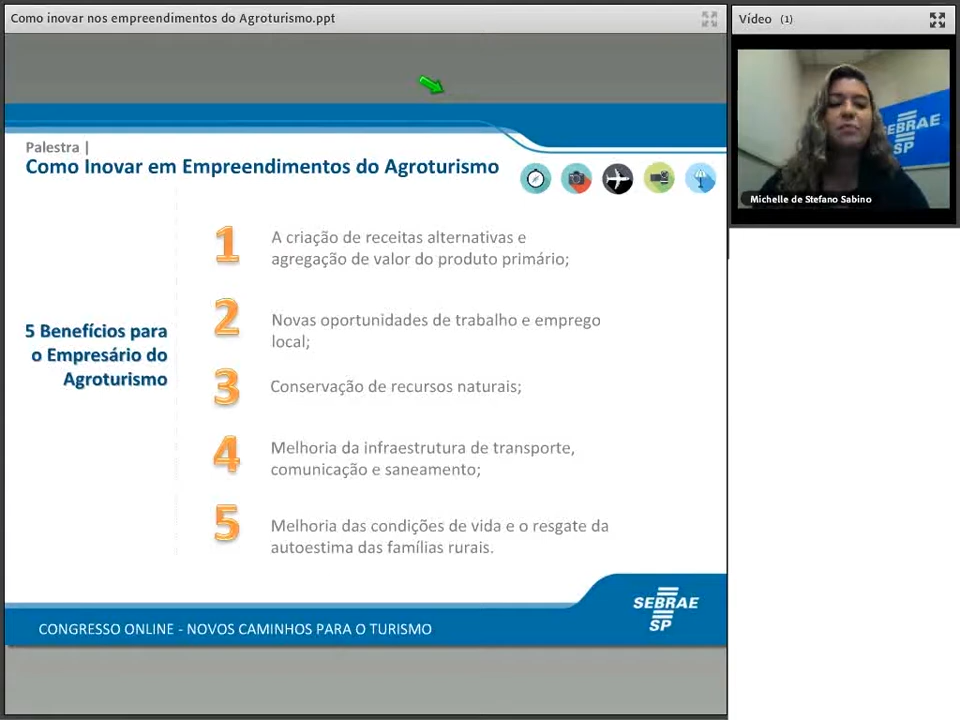 Como inovar nos empreendimentos do Agroturismo.ppt
Vídeo (1)
Palestra |
Como Inovar em Empreendimentos do Agroturismo
SEBRAE
SP
Michelle de Stefano Sabino
1 A criação de receitas alternativas e
agregação de valor do produto primário;
2 Novas oportunidades de trabalho e emprego
local;
5 Benefícios para
o Empresário do
Agroturismo
3 Conservação de recursos naturais;
4 Melhoria da infraestrutura de transporte,
comunicação e saneamento;
5 Melhoria das condições de vida e o resgate da
autoestima das famílias rurais.
SEBRAE
SP
CONGRESSO ONLINE - NOVOS CAMINHOS PARA O TURISMO